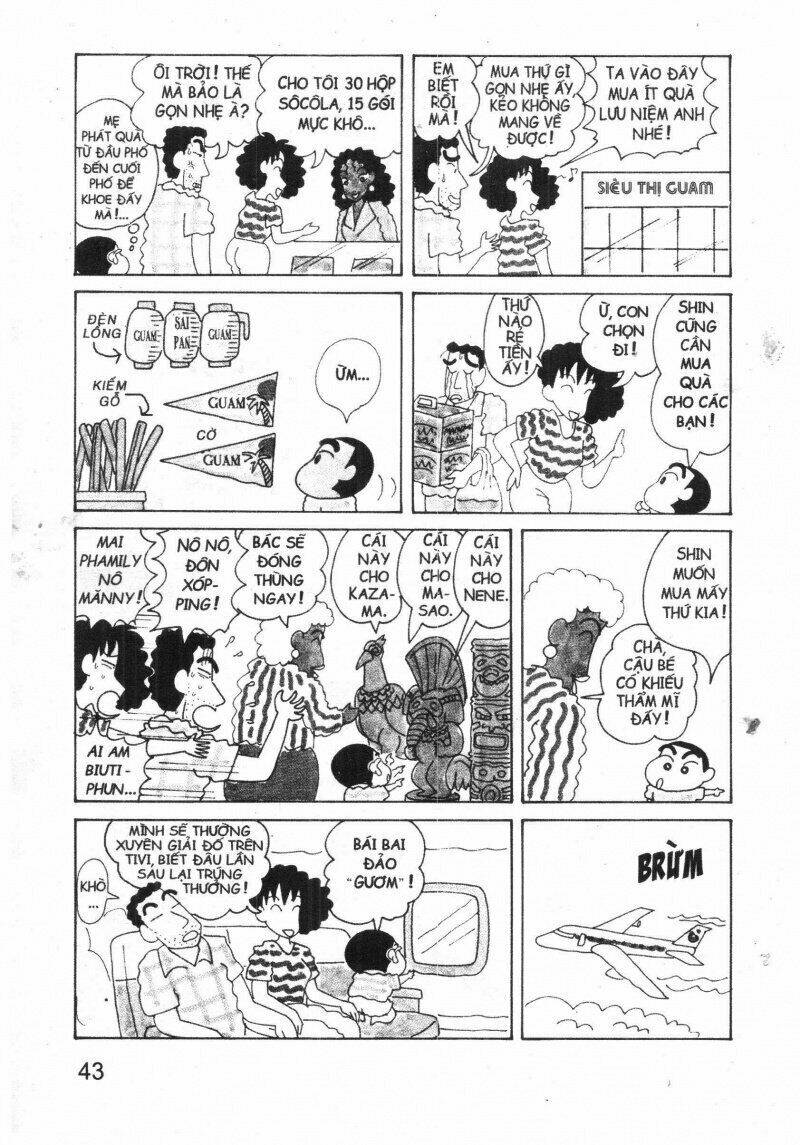 TA VÀO ĐÂY
MUA ÍT QUÀ
LƯU NIỆM ANH
NHÉ!
MUA THỨ GÌ
GỌN NHẸ ẤY,
KẺO KHÔNG
MANG VỀ
ĐƯỢC!
EM
BIẾT
RỒI
MÀ!
SIÊU THỊ GUAM
CHO TÔI 30 HỘP
SÔCÔLA, 15 GÓI
MỰC KHÔ...
ÔI TRỜI! THẾ
MÀ BẢO LÀ
GỌN NHẸ À?
MẸ
PHÁT QUÀ
TỪ ĐẦU PHỐ
ĐẾN CUỐI
PHỐ ĐỂ
KHOE ĐẤY
MÀ!...
SHIN
CŨNG
CẦN MUA
QUÀ
CHO CÁC
BẠN!
Ừ, CON
CHỌN
ĐI!
THỨ
NÀO
RẺ
TIỀN
ẤY!
ỪM...
ĐÈN
LỒNG
GUAM
SAI
PAN
GUAM
KIẾM
GỖ
GUAM
CỜ
GUAM
SHIN
MUỐN
MUA MẤY
THỨ KIA!
CHÀ,
CẬU BÉ
CÓ KHIẾU
THẨM MĨ
ĐẤY!
CÁI
NÀY
CHO
NENE.
CÁI
NÀY
CHO
MA-
SAO.
CÁI
NÀY
CHO
KAZA-
MA.
BÁC SẼ
ĐÓNG
THÙNG
NGAY!
NÔ NÔ,
ĐÔN
XÓP-
PING!
MAI
PHAMILY
NÔ
MĂNNY!
AI AM
BIUTI-
PHUN...
BRỪM
BÁI BAI
ĐẢO
"GƯƠM"!
MÌNH SẼ THƯỜNG
XUYÊN GIẢI ĐỐ TRÊN
TIVI, BIẾT ĐÂU LẦN
SAU LẠI TRÚNG
THƯỞNG!
KHÒ
...
43